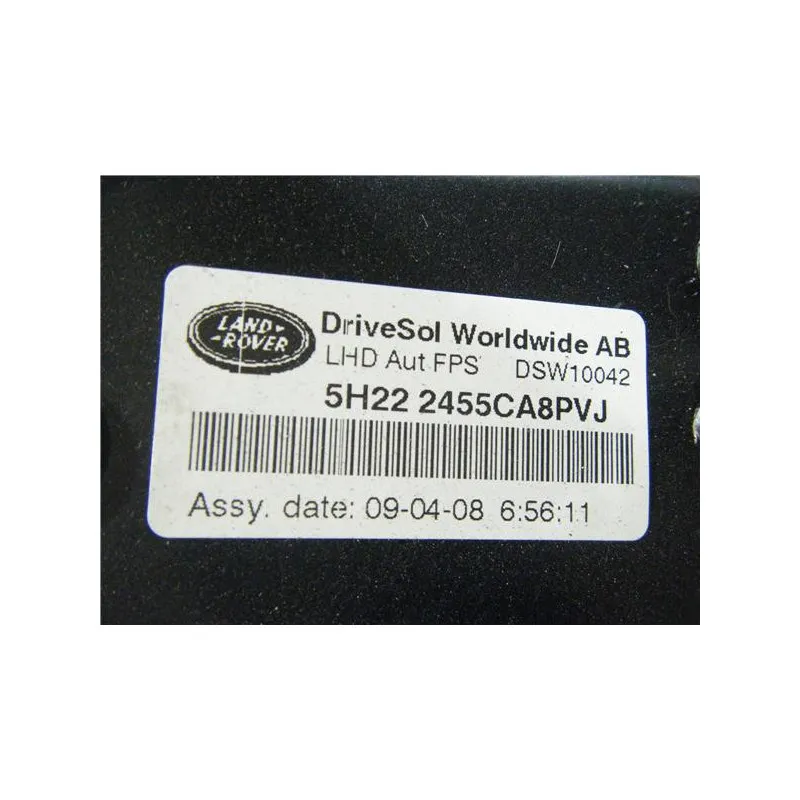 LAND-
-ROVER
DriveSol Worldwide AB
LHD Aut FPS DSW10042
5H22 2455CA8PVJ
Assy. date: 09-04-08 6:56:11